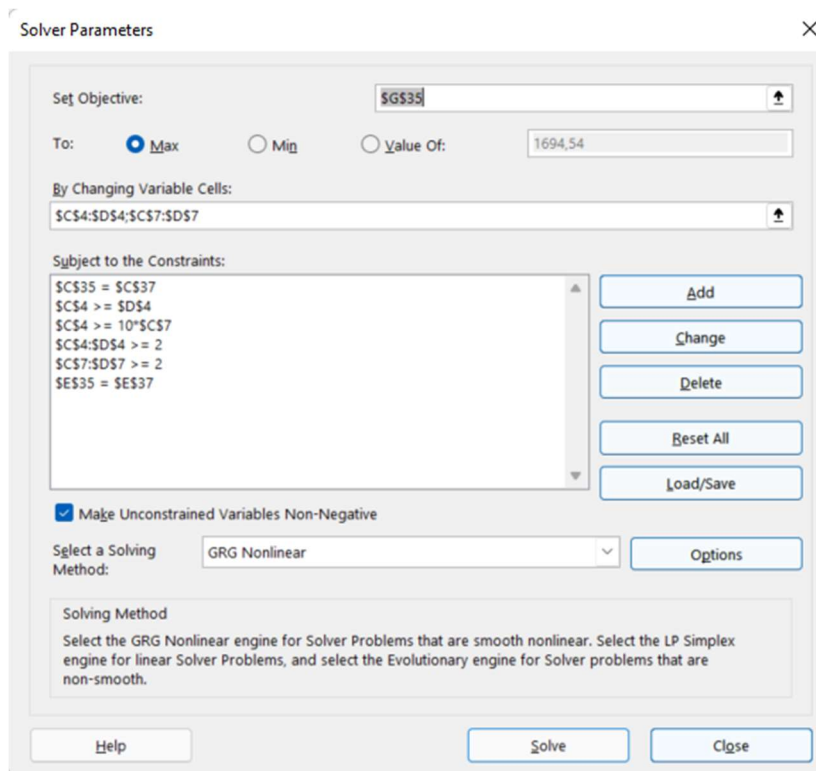 Solver Parameters
Set Objective:
$G$35
To:
Max
Min
Value Of:
1694,54
By Changing Variable Cells:
$C$4:$D$4;$C$7:$D$7
Subject to the Constraints:
$C$35 = $C$37
$C$4 >= $D$4
$C$4 >= 10*$C$7
$C$4:$D$4 >= 2
$C$7:$D$7 >= 2
$E$35 = $E$37
Add
Change
Delete
Reset All
Load/Save
Make Unconstrained Variables Non-Negative
Select a Solving
Method:
GRG Nonlinear
Options
Solving Method
Select the GRG Nonlinear engine for Solver Problems that are smooth nonlinear. Select the LP Simplex
engine for linear Solver Problems, and select the Evolutionary engine for Solver problems that are
non-smooth.
Help
Solve
Close